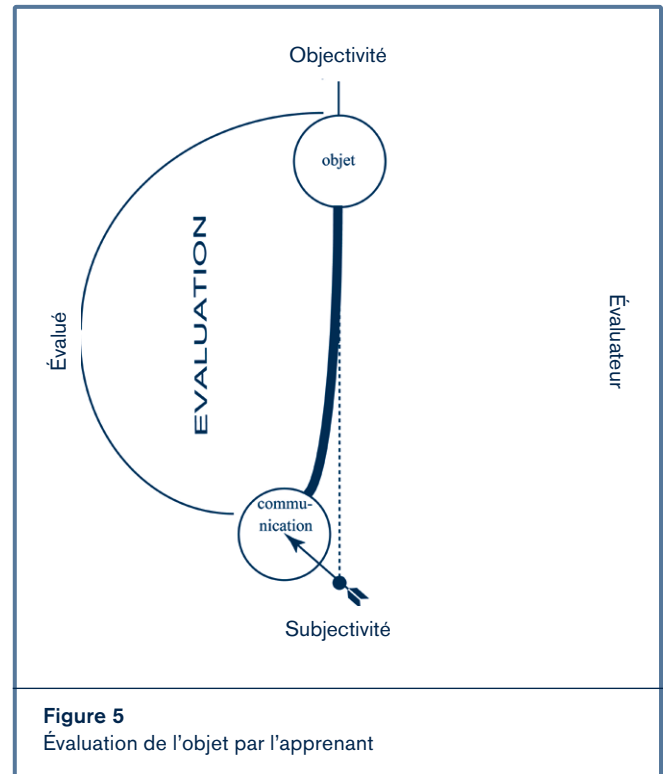 Objectivité
objet
EVALUATION
Évalué
Évaluateur
commu-
nication
Subjectivité
Figure 5
Évaluation de l'objet par l'apprenant